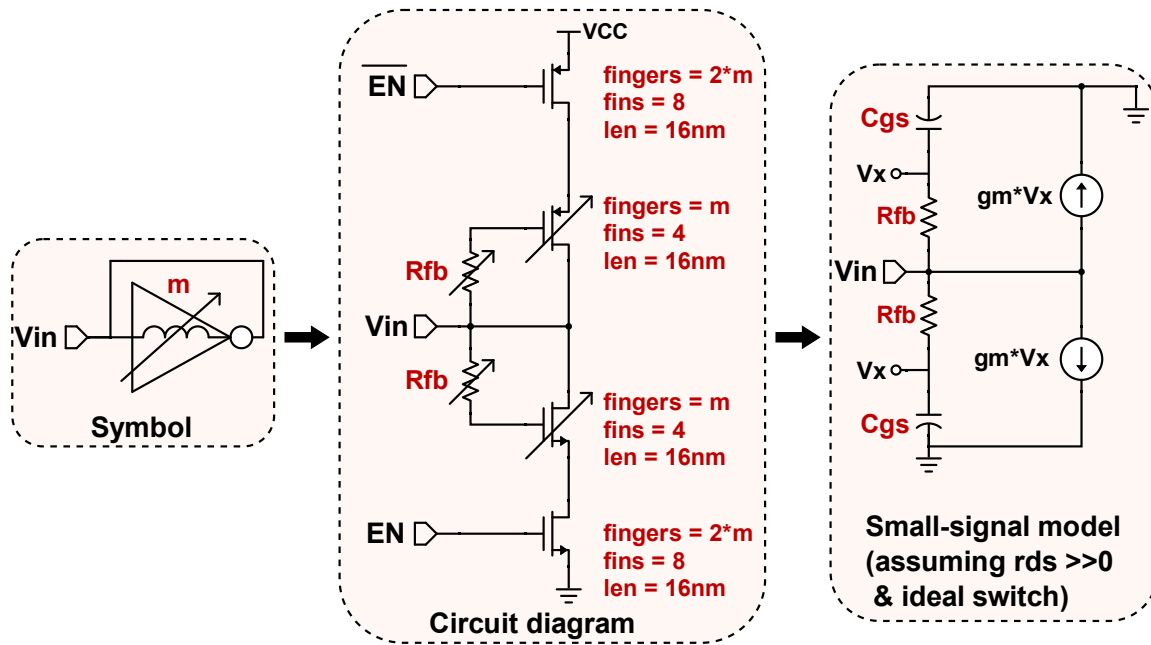 m
Vin
Symbol
VCC
EN
fingers = 2*m
fins = 8
len = 16nm
fingers = m
fins = 4
len = 16nm
Rfb
Vin
Rfb
fingers = m
fins = 4
len = 16nm
EN
fingers = 2*m
fins = 8
len = 16nm
Circuit diagram
Cgs
Vx
gm*Vx
Rfb
Vin
Rfb
Vx
gm*Vx
Cgs
Small-signal model
(assuming rds >>0
& ideal switch)